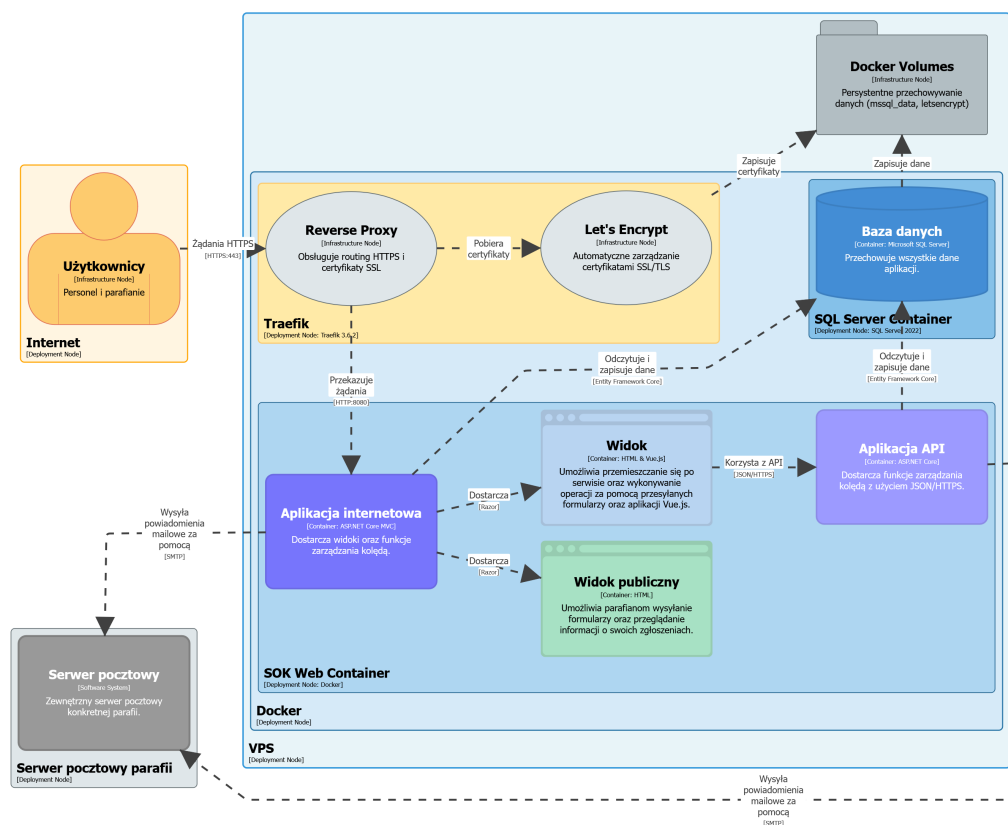 Docker Volumes
[Infrastructure Node]
Persystentne przechowywanie
danych (mssql_data, letsencrypt)
Zapisuje
certyfikaty
Zapisuje dane
Użytkownicy
[Infrastructure Node]
Personel i parafianie
Internet
[Deployment Node]
Żądania HTTPS
[HTTPS:443]
Reverse Proxy
[Infrastructure Node]
Obsługuje routing HTTPS i
certyfikaty SSL
Pobiera
certyfikaty
Let's Encrypt
[Infrastructure Node]
Automatyczne zarządzanie
certyfikatami SSL/TLS
Traefik
[Deployment Node: Traefik 3.6.2]
Baza danych
[Container: Microsoft SQL Server]
Przechowuje wszystkie dane
aplikacji.
SQL Server Container
[Deployment Node: SQL Server 2022]
Przekazuje
żądania
[HTTP:8080]
Odczytuje i
zapisuje dane
[Entity Framework Core]
Odczytuje i
zapisuje dane
[Entity Framework Core]
Aplikacja internetowa
[Container: ASP.NET Core MVC]
Dostarcza widoki oraz funkcje
zarządzania kolędą.
Dostarcza
[Razor]
Dostarcza
[Razor]
Widok
[Container: HTML & Vue.js]
Umożliwia przemieszczanie się po
serwisie oraz wykonywanie
operacji za pomocą przesyłanych
formularzy oraz aplikacji Vue.js.
Korzysta z API
[JSON/HTTPS]
Aplikacja API
[Container: ASP.NET Core]
Dostarcza funkcje zarządzania
kolędą z użyciem JSON/HTTPS.
Widok publiczny
[Container: HTML]
Umożliwia parafianom wysyłanie
formularzy oraz przeglądanie
informacji o swoich zgłoszeniach.
SOK Web Container
[Deployment Node: Docker]
Docker
[Deployment Node]
VPS
[Deployment Node]
Wysyła
powiadomienia
mailowe za
pomocą
[SMTP]
Serwer pocztowy
[Software System]
Zewnętrzny serwer pocztowy
konkretnej parafii.
Serwer pocztowy parafii
[Deployment Node]
Wysyła
powiadomienia
mailowe za
pomocą
[SMTP]